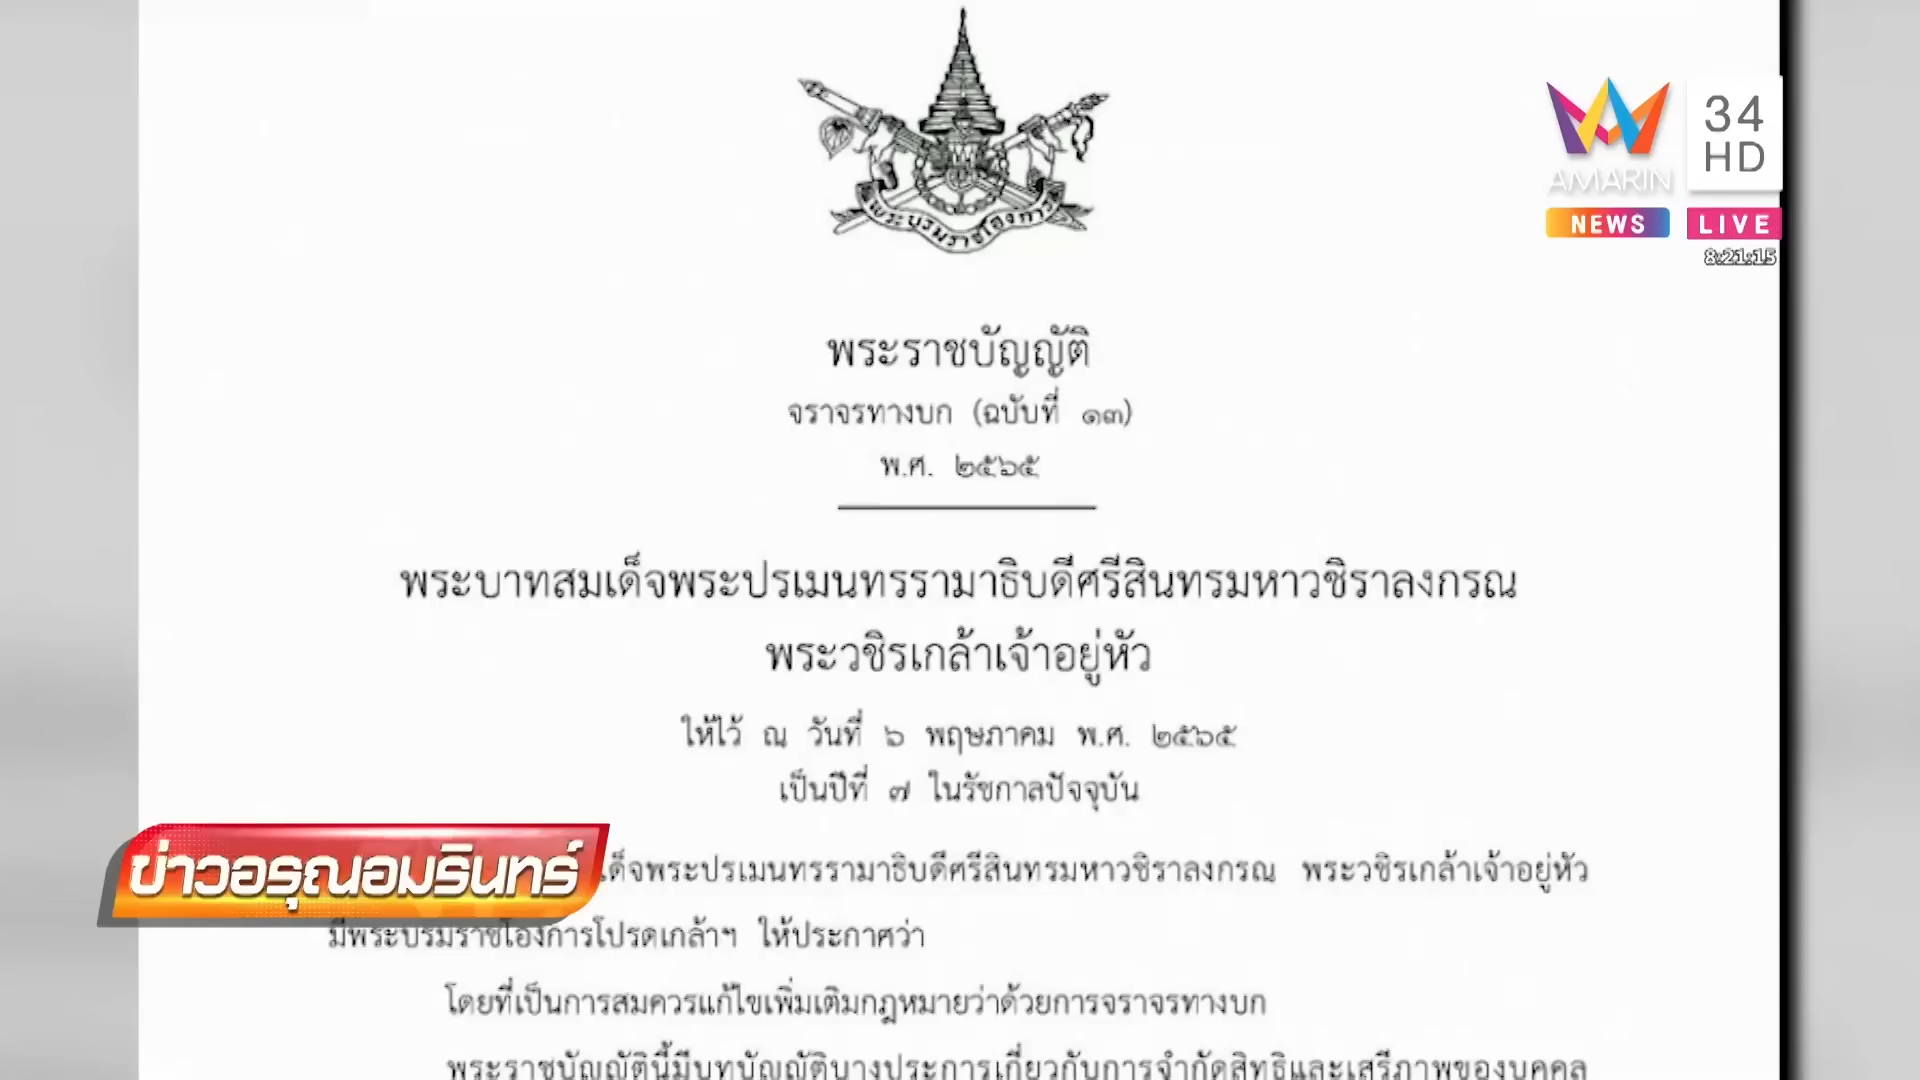 พระบรมราชโองการ
AMARIN
34
HD
NEWS
LIVE
8:21:15
พระราชบัญญัติ
จราจรทางบก (ฉบับที่ ๑๓)
พ.ศ. ๒๕๖๕
พระบาทสมเด็จพระปรเมนทรรามาธิบดีศรีสินทรมหาวชิราลงกรณ
พระวชิรเกล้าเจ้าอยู่หัว
ให้ไว้ ณ วันที่ ๖ พฤษภาคม พ.ศ. ๒๕๖๕
เป็นปีที่ ๗ ในรัชกาลปัจจุบัน
ข่าวอรุณอมรินทร์
เด็จพระปรเมนทรรามาธิบดีศรีสินทรมหาวชิราลงกรณ พระวชิรเกล้าเจ้าอยู่หัว
มีพระบรมราชโองการโปรดเกล้าฯ ให้ประกาศว่า
โดยที่เป็นการสมควรแก้ไขเพิ่มเติมกฎหมายว่าด้วยการจราจรทางบก
พระราชบัญญัตินี้มีบทบัญญัติบางประการเกี่ยวกับการจำกัดสิทธิและเสรีภาพของบุคคล